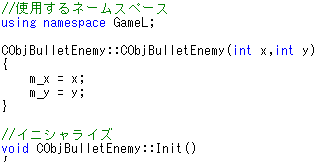 //使用するネームスペース
using namespace GameL;
CObjBulletEnemy::CObjBulletEnemy(int x,int y)
{
m_x = x;
m_y = y;
}
//イニシャライズ
void CObjBulletEnemy::Init()
{